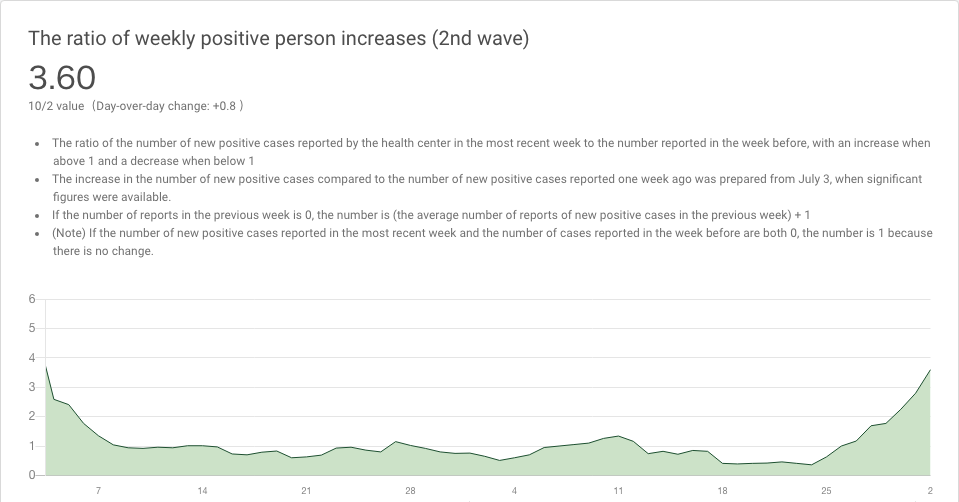 The ratio of weekly positive person increases (2nd wave)
3.60
10/2 value（Day-over-day change: +0.8 ）
• The ratio of the number of new positive cases reported by the health center in the most recent week to the number reported in the week before, with an increase when
above 1 and a decrease when below 1
• The increase in the number of new positive cases compared to the number of new positive cases reported one week ago was prepared from July 3, when significant
figures were available.
• If the number of reports in the previous week is 0, the number is (the average number of reports of new positive cases in the previous week) + 1
• (Note) If the number of new positive cases reported in the most recent week and the number of cases reported in the week before are both 0, the number is 1 because
there is no change.
6
5
4
3
2
1
0
7 14 21 28 4 11 18 25 2